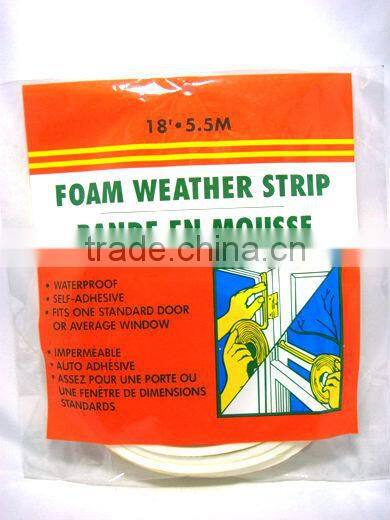 18' • 5.5M
FOAM WEATHER STRIP
BANDE EN MOUSSE
trade.china.cn
• WATERPROOF
• SELF-ADHESIVE
• FITS ONE STANDARD DOOR
OR AVERAGE WINDOW
• IMPERMÉABLE
• AUTO ADHÉSIVE
• ASSEZ POUR UNE PORTE OU
UNE FENÊTRE DE DIMENSIONS
STANDARDS